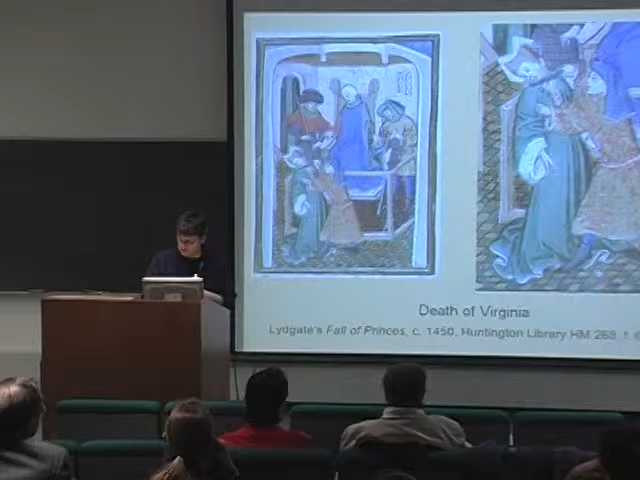 Death of Virginia
Lydgate's Fall of Princes, c. 1450, Huntington Library HM 268, f.